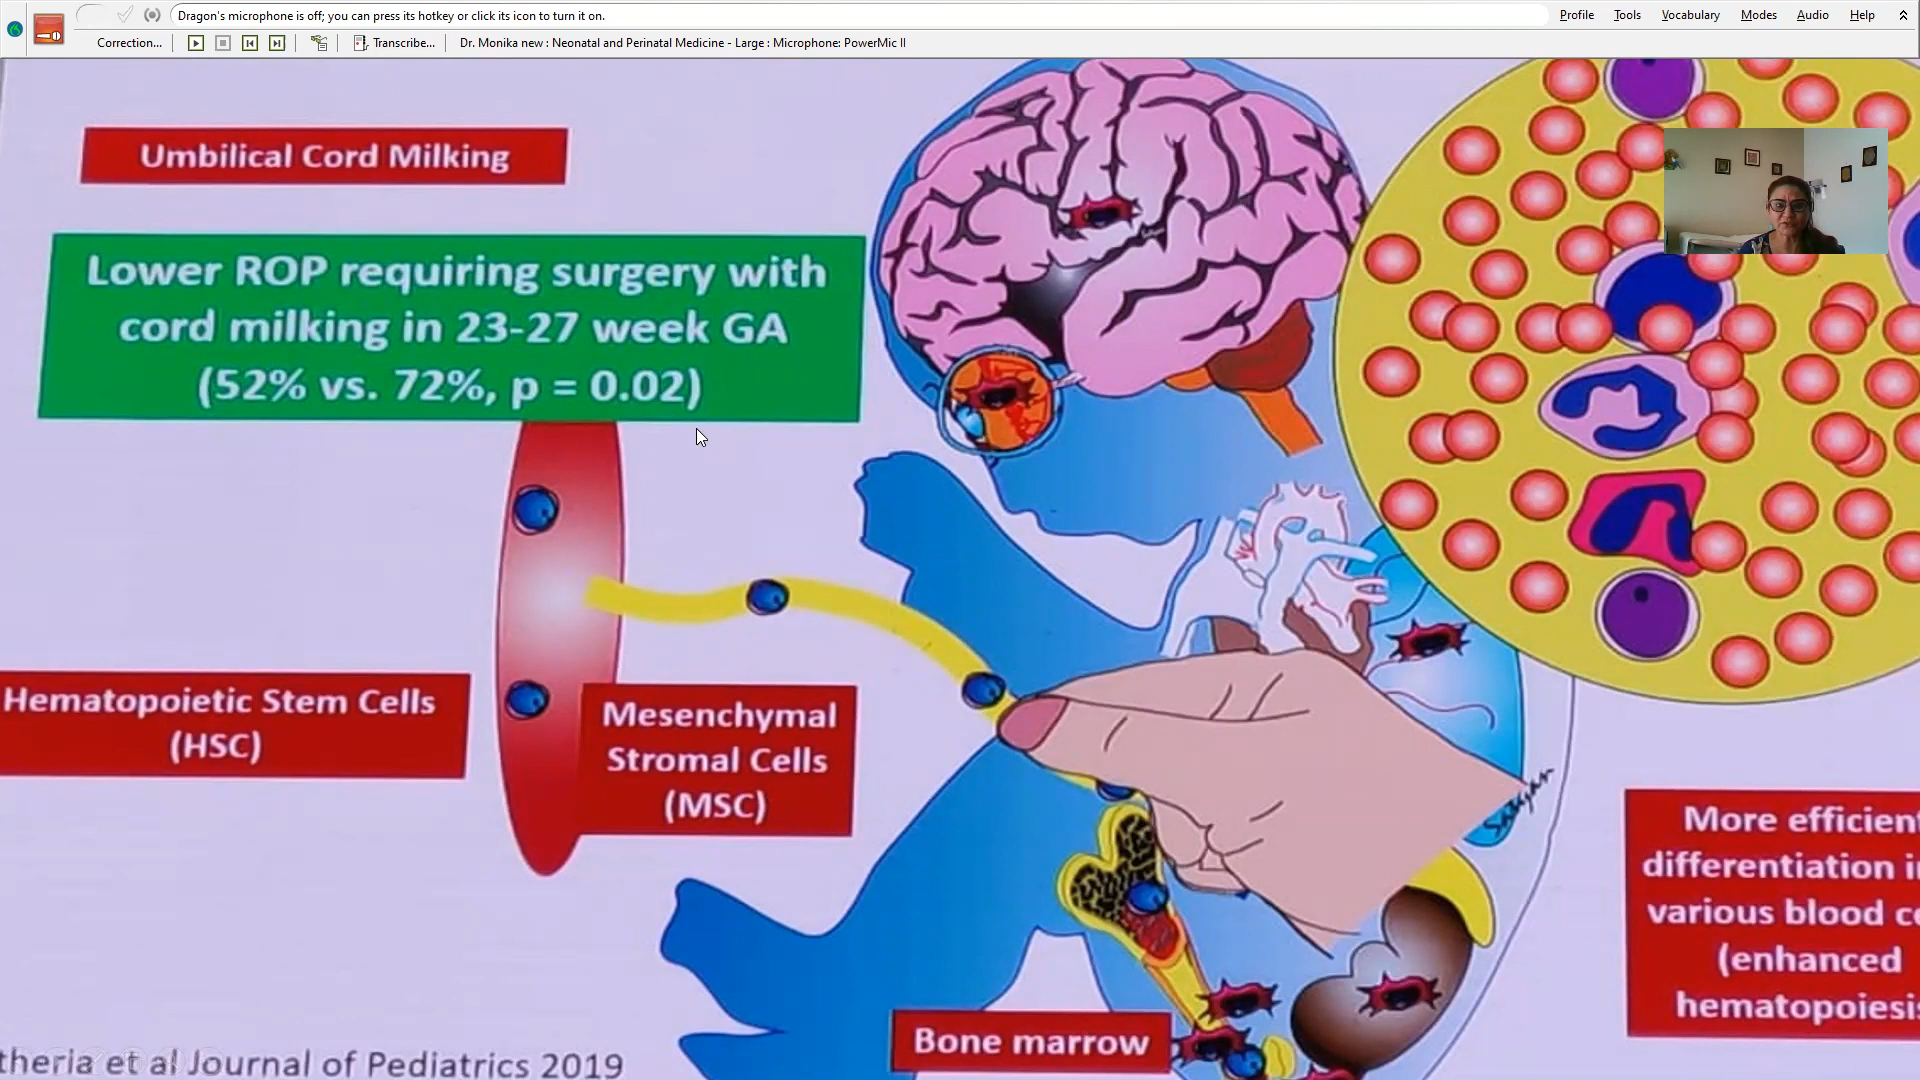 Dragon's microphone is off; you can press its hotkey or click its icon to turn it on.
Profile Tools Vocabulary Modes Audio Help
Correction... Transcribe... Dr. Monika new : Neonatal and Perinatal Medicine - Large : Microphone: PowerMic II
Umbilical Cord Milking
Lower ROP requiring surgery with
cord milking in 23-27 week GA
(52% vs. 72%, p = 0.02)
Hematopoietic Stem Cells
(HSC)
Mesenchymal
Stromal Cells
(MSC)
More efficient
differentiation i
various blood c
(enhanced
hematopoiesis
Bone marrow
theria et al Journal of Pediatrics 2019